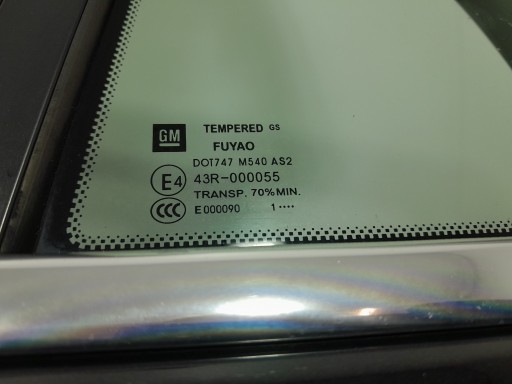 GM
TEMPERED GS
FUYAO
DOT747 M540 AS2
E4 43R-000055
TRANSP. 70%MIN.
CCC E000090 1····